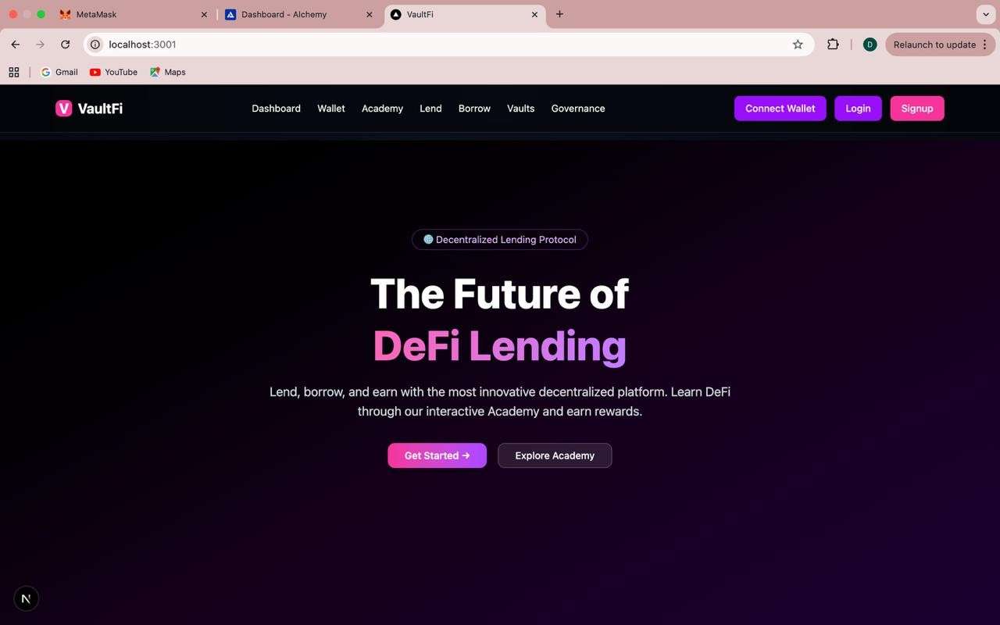 MetaMask
Dashboard - Alchemy
VaultFi
localhost:3001
D
Relaunch to update
Gmail
YouTube
Maps
V VaultFi
Dashboard Wallet Academy Lend Borrow Vaults Governance
Connect Wallet Login Signup
Decentralized Lending Protocol
The Future of
DeFi Lending
Lend, borrow, and earn with the most innovative decentralized platform. Learn DeFi
through our interactive Academy and earn rewards.
Get Started → Explore Academy
N